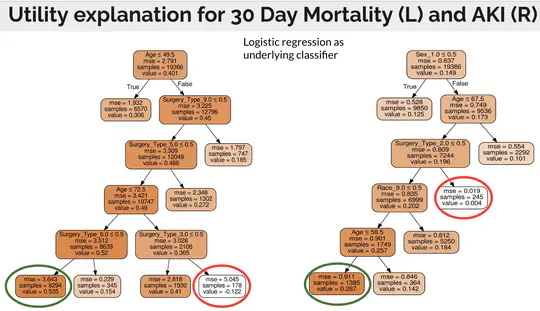 Utility explanation for 30 Day Mortality (L) and AKI (R)
Logistic regression as
underlying classifier
Age ≤ 49.5
mse = 2.791
samples = 19366
value = 0.401
True
False
mse = 1.932
samples = 6570
value = 0.306
Surgery_Type_9.0 ≤ 0.5
mse = 3.225
samples = 12796
value = 0.45
Surgery_Type_5.0 ≤ 0.5
mse = 3.309
samples = 12049
value = 0.466
mse = 1.797
samples = 747
value = 0.185
Age ≤ 72.5
mse = 3.421
samples = 10747
value = 0.49
mse = 2.348
samples = 1302
value = 0.272
Surgery_Type_6.0 ≤ 0.5
mse = 3.512
samples = 8639
value = 0.52
Surgery_Type_3.0 ≤ 0.5
mse = 3.028
samples = 2108
value = 0.365
mse = 3.643
samples = 8294
value = 0.535
mse = 0.229
samples = 345
value = 0.154
mse = 2.818
samples = 1930
value = 0.41
mse = 5.045
samples = 178
value = -0.122
Sex_1.0 ≤ 0.5
mse = 0.637
samples = 19386
value = 0.149
True
False
mse = 0.528
samples = 9850
value = 0.125
Age ≤ 67.5
mse = 0.749
samples = 9536
value = 0.173
Surgery_Type_2.0 ≤ 0.5
mse = 0.809
samples = 7244
value = 0.196
mse = 0.554
samples = 2292
value = 0.101
Race_9.0 ≤ 0.5
mse = 0.835
samples = 6999
value = 0.202
mse = 0.019
samples = 245
value = 0.004
Age ≤ 58.5
mse = 0.901
samples = 1749
value = 0.257
mse = 0.812
samples = 5250
value = 0.184
mse = 0.911
samples = 1385
value = 0.287
mse = 0.846
samples = 364
value = 0.142